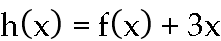 h(x) = f(x) + 3x